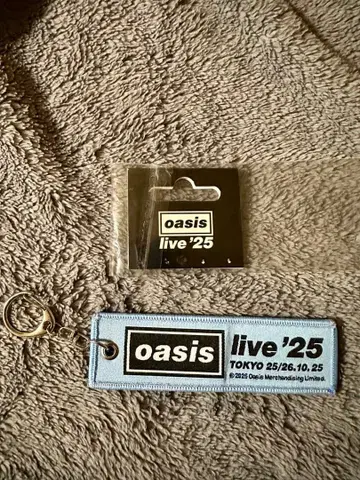 oasis
live '25
oasis
live '25
TOKYO 25/26.10.25
©2025 Oasis Merchandising Limited.